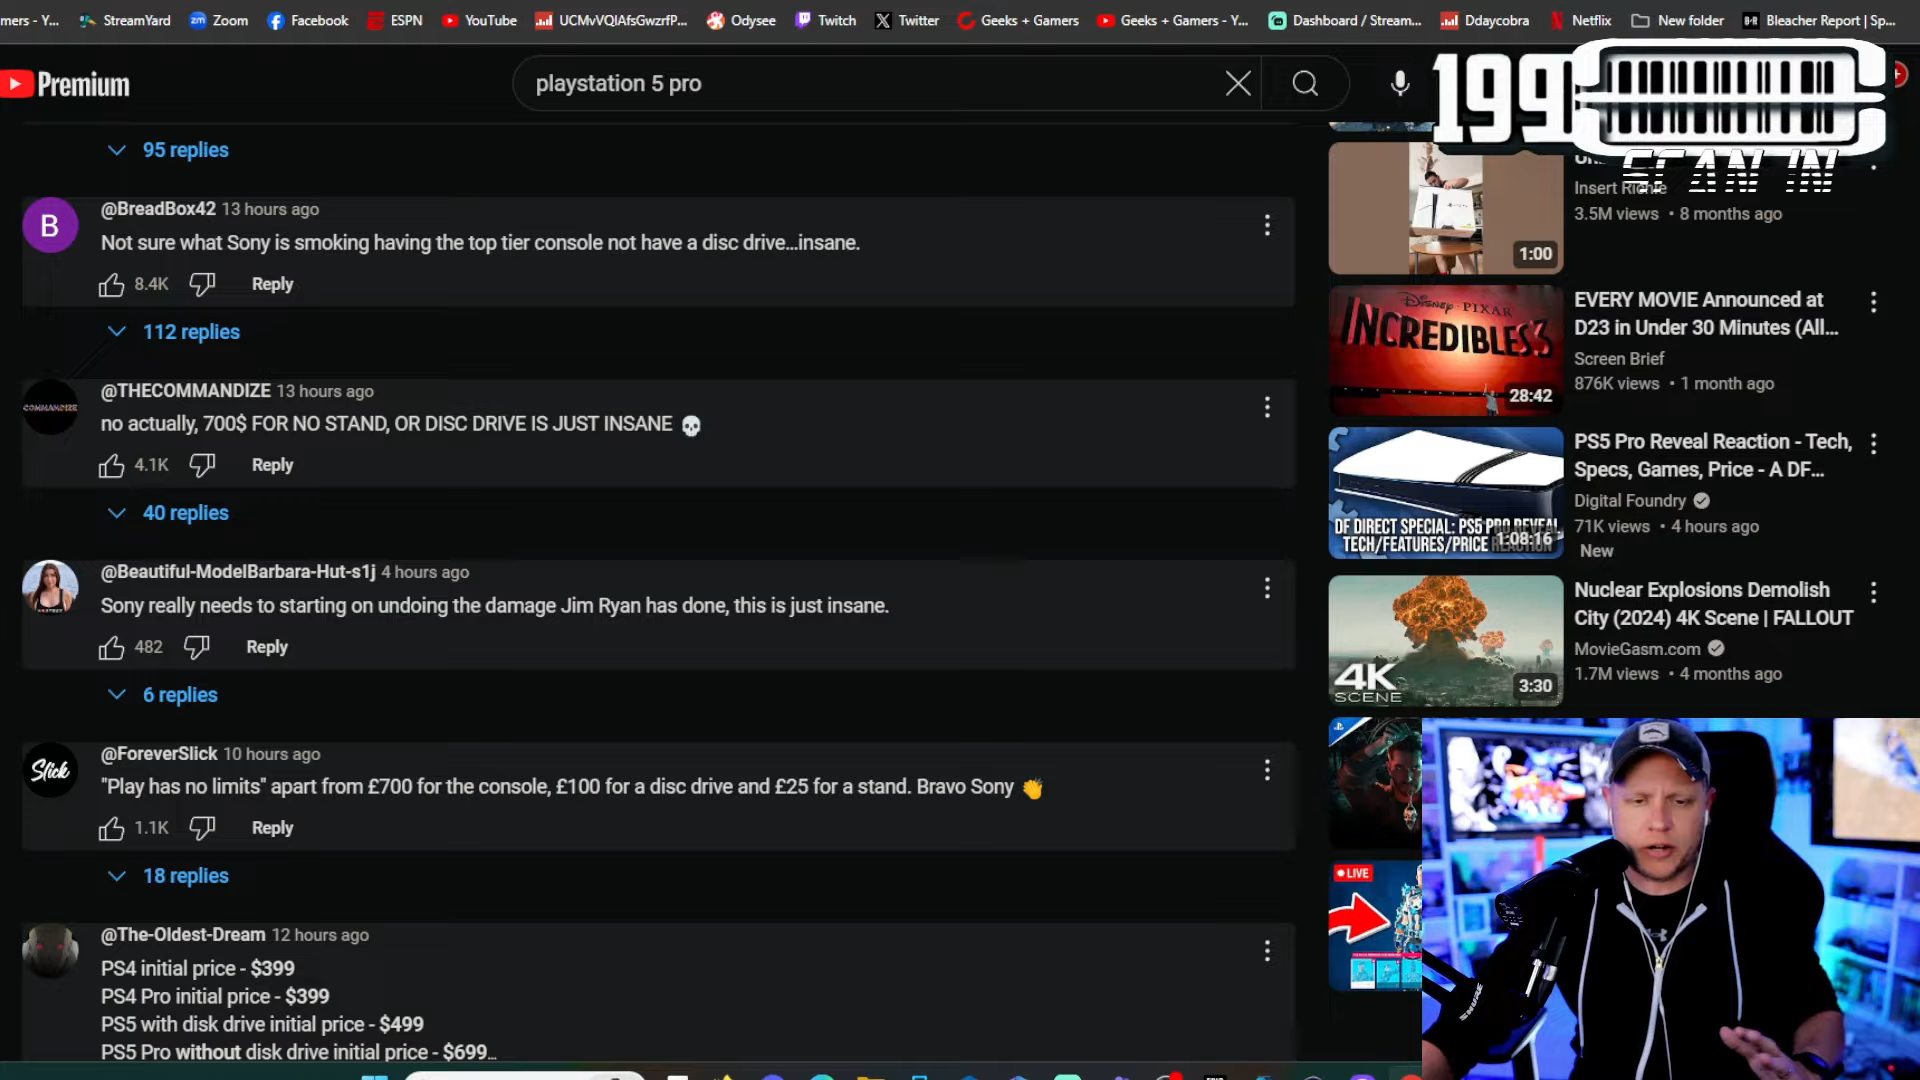 mers - Y...
StreamYard
Zoom
Facebook
ESPN
YouTube
UCMvVQIAfsGwzrfP...
Odysee
Twitch
Twitter
Geeks + Gamers
Geeks + Gamers - Y...
Dashboard / Stream...
Ddaycobra
Netflix
New folder
Bleacher Report | Sp...
Premium
playstation 5 pro
199
SCAN IN
95 replies
@BreadBox42 13 hours ago
Not sure what Sony is smoking having the top tier console not have a disc drive...insane.
8.4K
Reply
112 replies
@THECOMMANDIZE 13 hours ago
no actually, 700$ FOR NO STAND, OR DISC DRIVE IS JUST INSANE 💀
4.1K
Reply
40 replies
@Beautiful-ModelBarbara-Hut-s1j 4 hours ago
Sony really needs to starting on undoing the damage Jim Ryan has done, this is just insane.
482
Reply
6 replies
@ForeverSlick 10 hours ago
"Play has no limits" apart from £700 for the console, £100 for a disc drive and £25 for a stand. Bravo Sony 👏
1.1K
Reply
18 replies
@The-Oldest-Dream 12 hours ago
PS4 initial price - $399
PS4 Pro initial price - $399
PS5 with disk drive initial price - $499
PS5 Pro without disk drive initial price - $699...
B
COMMANDIZE
Slick
Insert Richie
3.5M views • 8 months ago
1:00
Disney • PIXAR
INCREDIBLES 3
28:42
EVERY MOVIE Announced at
D23 in Under 30 Minutes (All...
Screen Brief
876K views • 1 month ago
DF DIRECT SPECIAL: PS5 PRO REVEAL
TECH/FEATURES/PRICE REACTION
1:08:16
PS5 Pro Reveal Reaction - Tech,
Specs, Games, Price - A DF...
Digital Foundry
71K views • 4 hours ago
New
4K
SCENE
3:30
Nuclear Explosions Demolish
City (2024) 4K Scene | FALLOUT
MovieGasm.com
1.7M views • 4 months ago
LIVE
SHURE